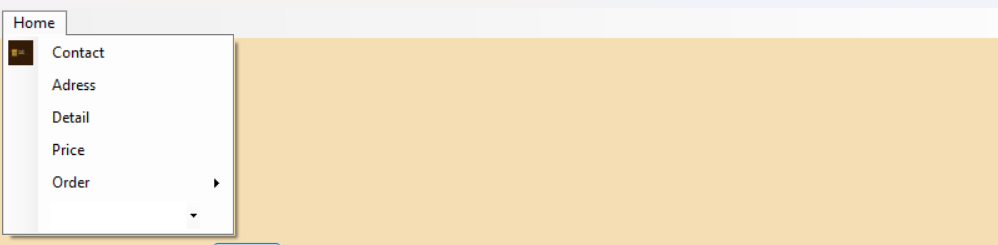 Home
Contact
Adress
Detail
Price
Order